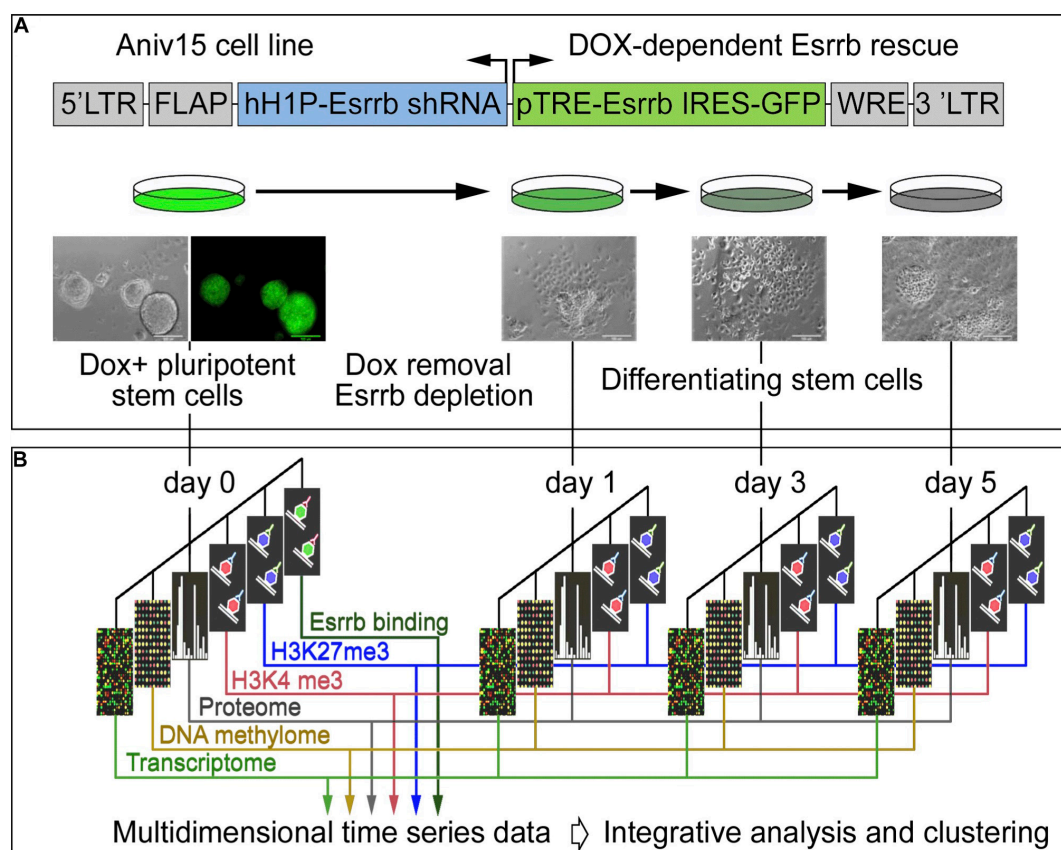 A
Aniv15 cell line
DOX-dependent Esrrb rescue
5'LTR FLAP hH1P-Esrrb shRNA pTRE-Esrrb IRES-GFP WRE 3 'LTR
Dox+ pluripotent
stem cells
Dox removal
Esrrb depletion
Differentiating stem cells
B
day 0 day 1 day 3 day 5
Esrrb binding
H3K27me3
H3K4 me3
Proteome
DNA methylome
Transcriptome
Multidimensional time series data ⇨ Integrative analysis and clustering